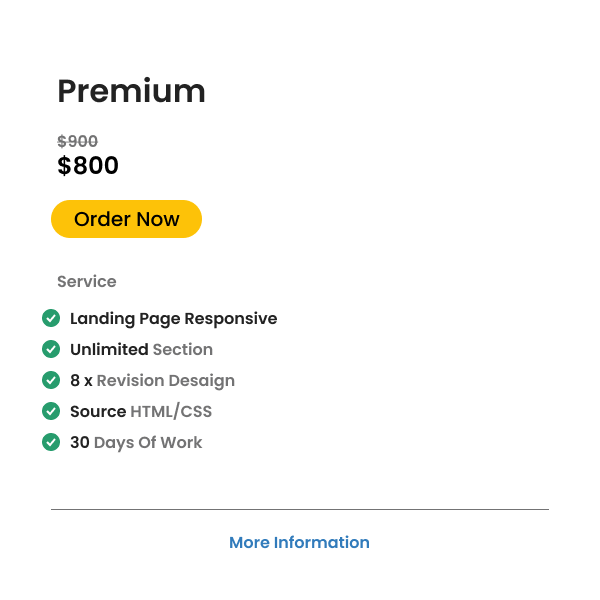 Premium
$900
$800
Order Now
Service
Landing Page Responsive
Unlimited Section
8 x Revision Desaign
Source HTML/CSS
30 Days Of Work
More Information